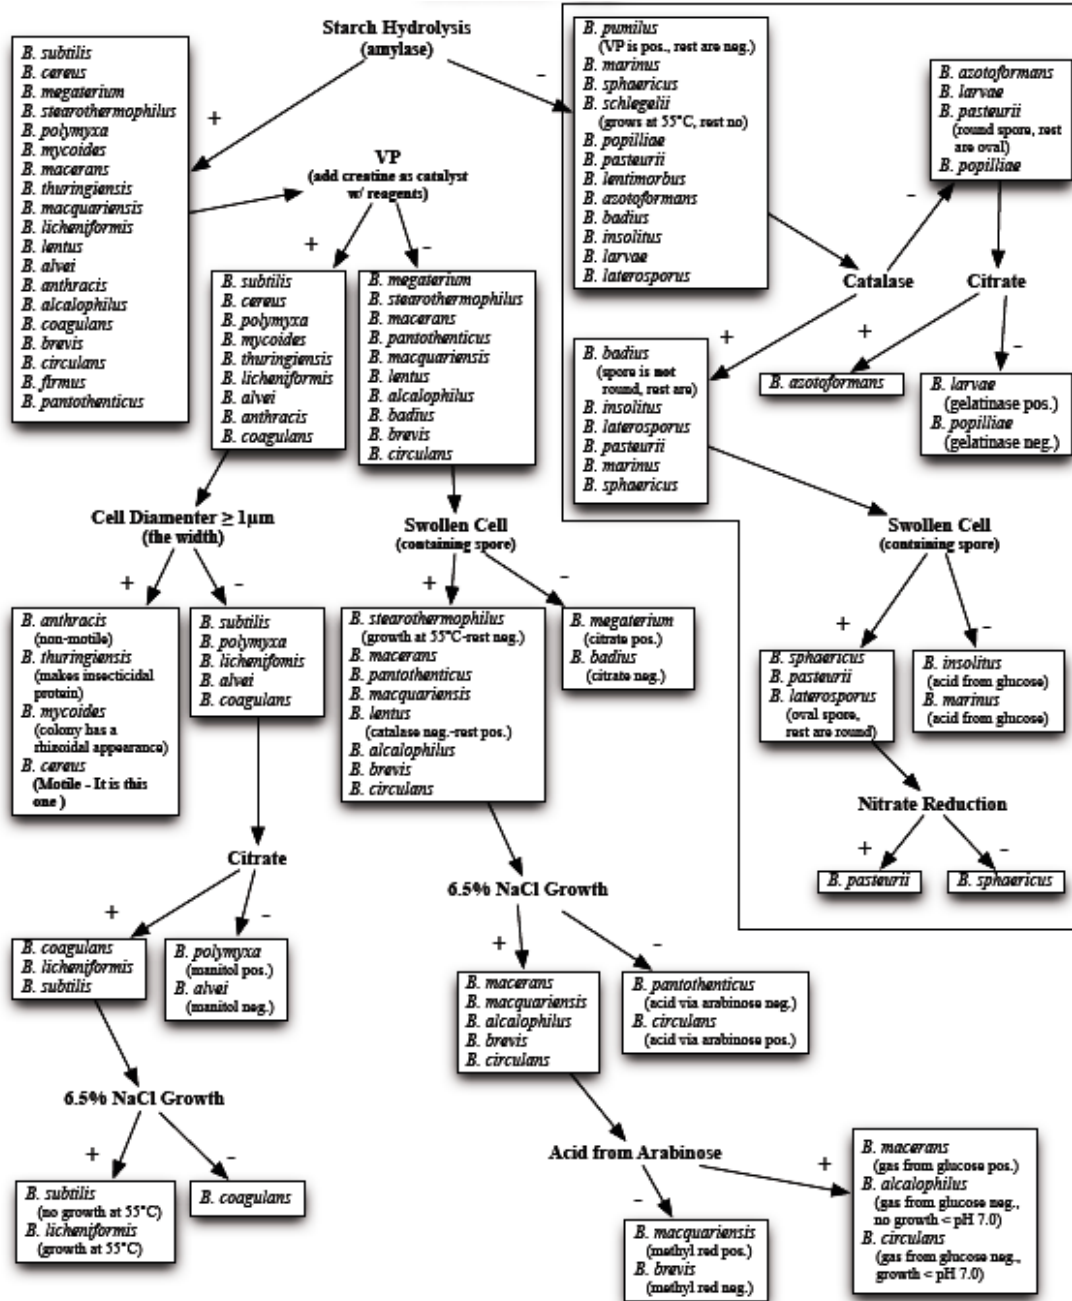 Starch Hydrolysis
(amylase)
+
-
B. subtilis
B. cereus
B. megaterium
B. stearothermophilus
B. polymyxa
B. mycoides
B. macerans
B. thuringiensis
B. macquariensis
B. licheniformis
B. lentus
B. alvei
B. anthracis
B. alcalophilus
B. coagulans
B. brevis
B. circulans
B. firmus
B. pantothenticus
VP
(add creatine as catalyst
w/ reagents)
+
-
B. subtilis
B. cereus
B. polymyxa
B. mycoides
B. thuringiensis
B. licheniformis
B. alvei
B. anthracis
B. coagulans
B. megaterium
B. stearothermophilus
B. macerans
B. pantothenticus
B. macquariensis
B. lentus
B. alcalophilus
B. badius
B. brevis
B. circulans
Cell Diamenter ≥ 1μm
(the width)
+
-
B. anthracis
(non-motile)
B. thuringiensis
(makes insecticidal
protein)
B. mycoides
(colony has a
rhizoidal appearance)
B. cereus
(Motile - It is this
one )
B. subtilis
B. polymyxa
B. lichenifomis
B. alvei
B. coagulans
Citrate
+
-
B. coagulans
B. licheniformis
B. subtilis
B. polymyxa
(manitol pos.)
B. alvei
(manitol neg.)
6.5% NaCl Growth
+
-
B. subtilis
(no growth at 55°C)
B. licheniformis
(growth at 55°C)
B. coagulans
Swollen Cell
(containing spore)
+
-
B. stearothermophilus
(growth at 55°C-rest neg.)
B. macerans
B. pantothenticus
B. macquariensis
B. lentus
(catalase neg.-rest pos.)
B. alcalophilus
B. brevis
B. circulans
B. megaterium
(citrate pos.)
B. badius
(citrate neg.)
6.5% NaCl Growth
+
-
B. macerans
B. macquariensis
B. alcalophilus
B. brevis
B. circulans
B. pantothenticus
(acid via arabinose neg.)
B. circulans
(acid via arabinose pos.)
Acid from Arabinose
-
+
B. macquariensis
(methyl red pos.)
B. brevis
(methyl red neg.)
B. macerans
(gas from glucose pos.)
B. alcalophilus
(gas from glucose neg.,
no growth < pH 7.0)
B. circulans
(gas from glucose neg.,
growth < pH 7.0)
B. pumilus
(VP is pos., rest are neg.)
B. marinus
B. sphaericus
B. schlegelii
(grows at 55°C, rest no)
B. popilliae
B. pasteurii
B. lentimorbus
B. azotoformans
B. badius
B. insolitus
B. larvae
B. laterosporus
Catalase
-
+
B. azotoformans
B. larvae
B. pasteurii
(round spore, rest
are oval)
B. popilliae
Citrate
+
-
B. azotoformans
B. larvae
(gelatinase pos.)
B. popilliae
(gelatinase neg.)
B. badius
(spore is not
round, rest are)
B. insolitus
B. laterosporus
B. pasteurii
B. marinus
B. sphaericus
Swollen Cell
(containing spore)
+
-
B. sphaericus
B. pasteurii
B. laterosporus
(oval spore,
rest are round)
B. insolitus
(acid from glucose)
B. marinus
(acid from glucose)
Nitrate Reduction
+
-
B. pasteurii
B. sphaericus